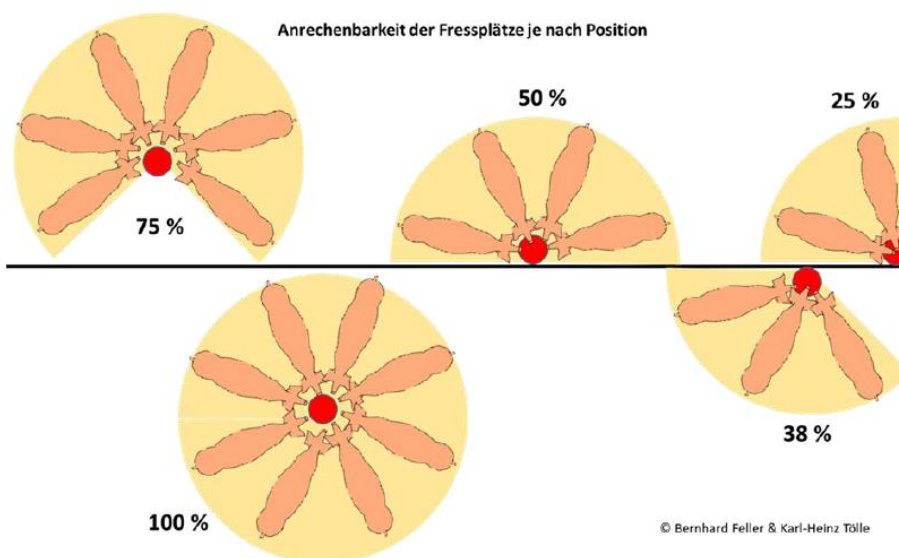 Anrechenbarkeit der Fressplätze je nach Position
50 %
25 %
75 %
38 %
100 %
© Bernhard Feller & Karl-Heinz Tölle